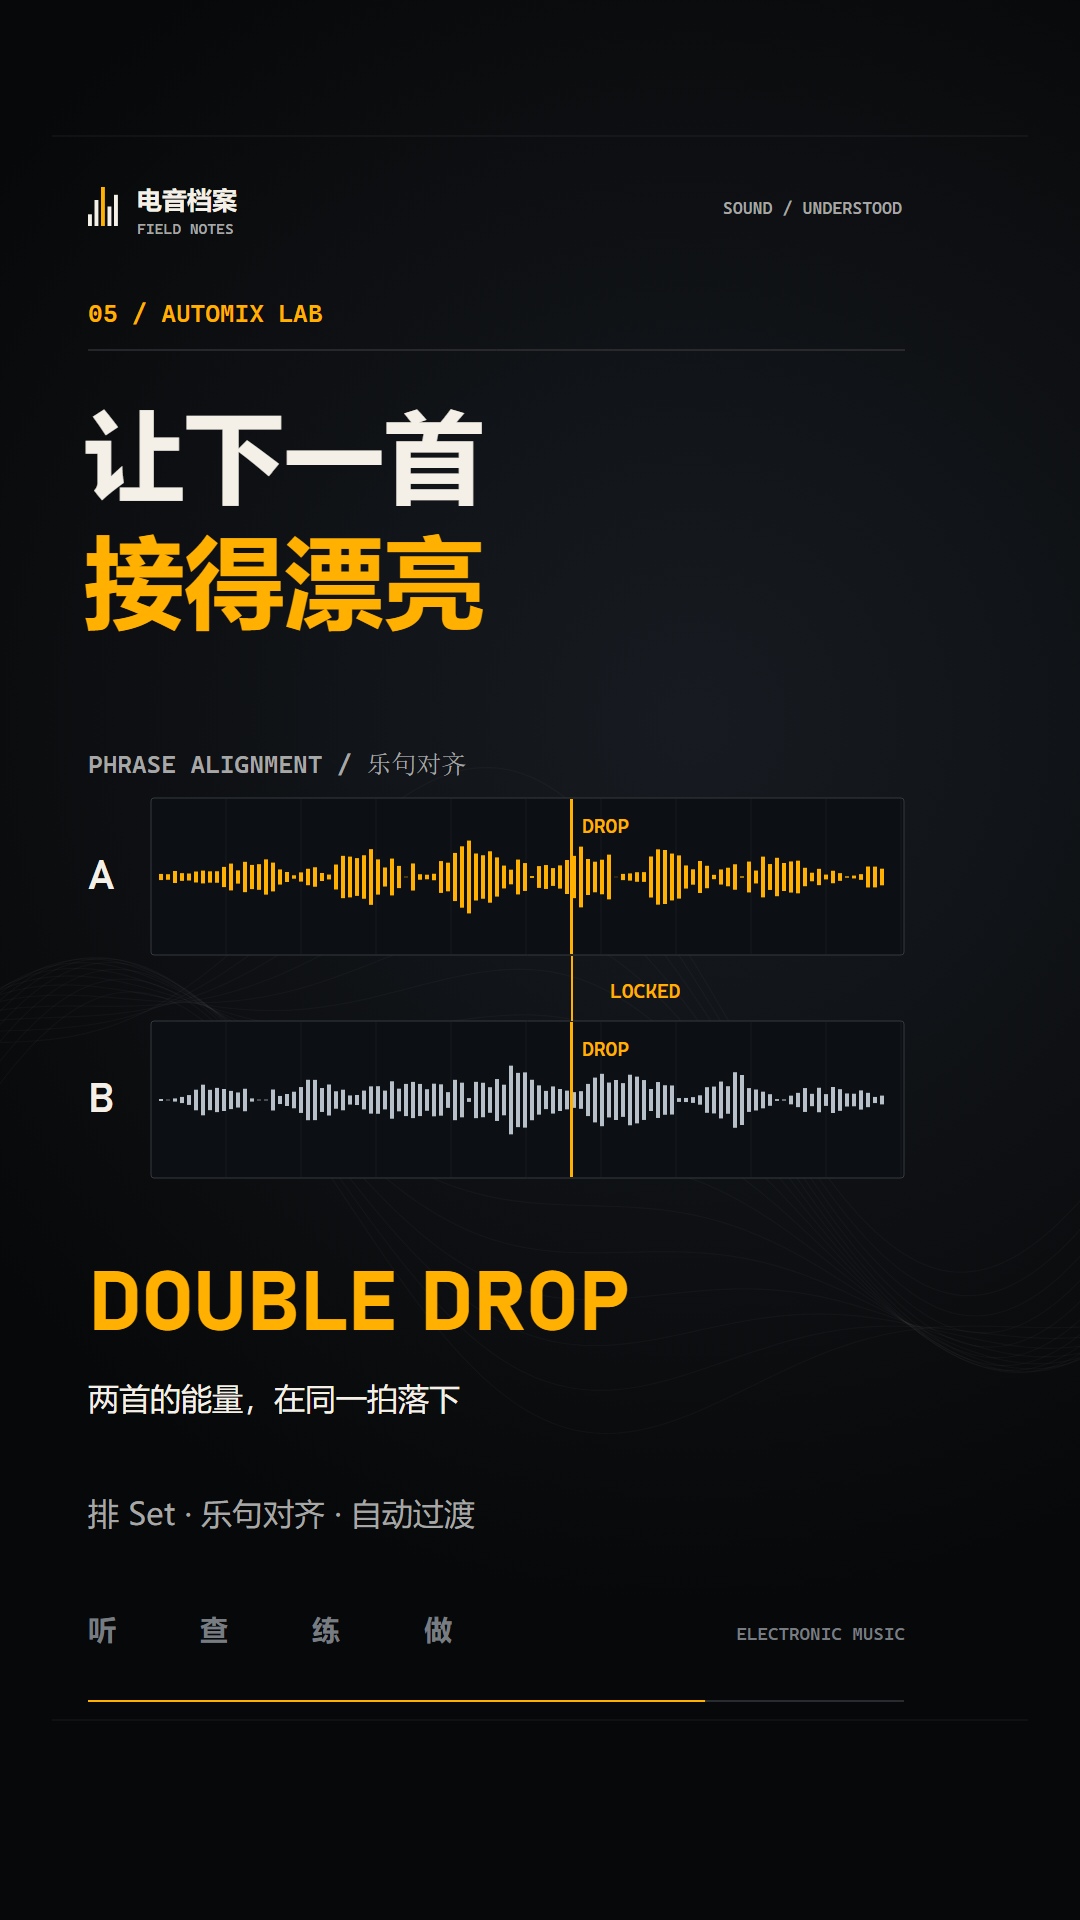 电音档案
FIELD NOTES
SOUND / UNDERSTOOD
05 / AUTOMIX LAB
让下一首
接得漂亮
PHRASE ALIGNMENT / 乐句对齐
DROP
A
LOCKED
DROP
B
DOUBLE DROP
两首的能量，在同一拍落下
排 Set · 乐句对齐 · 自动过渡
听 查 练 做
ELECTRONIC MUSIC